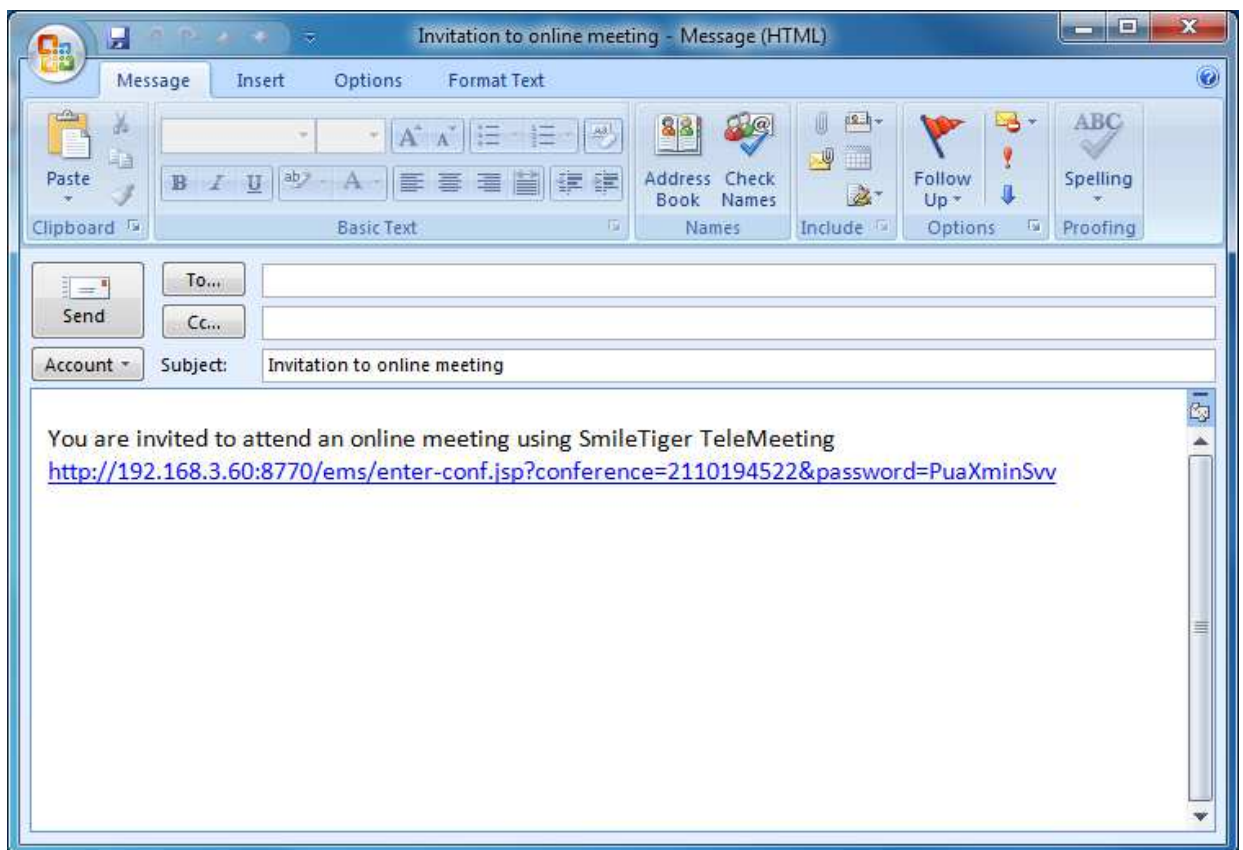 Invitation to online meeting - Message (HTML)
Message Insert Options Format Text
Paste
Clipboard
B I U ab A
Basic Text
Address Book
Check Names
Names
Include
Follow Up
Options
ABC
Spelling
Proofing
Send
To...
Cc...
Account
Subject: Invitation to online meeting
You are invited to attend an online meeting using SmileTiger TeleMeeting
http://192.168.3.60:8770/ems/enter-conf.jsp?conference=2110194522&password=PuaXminSvv